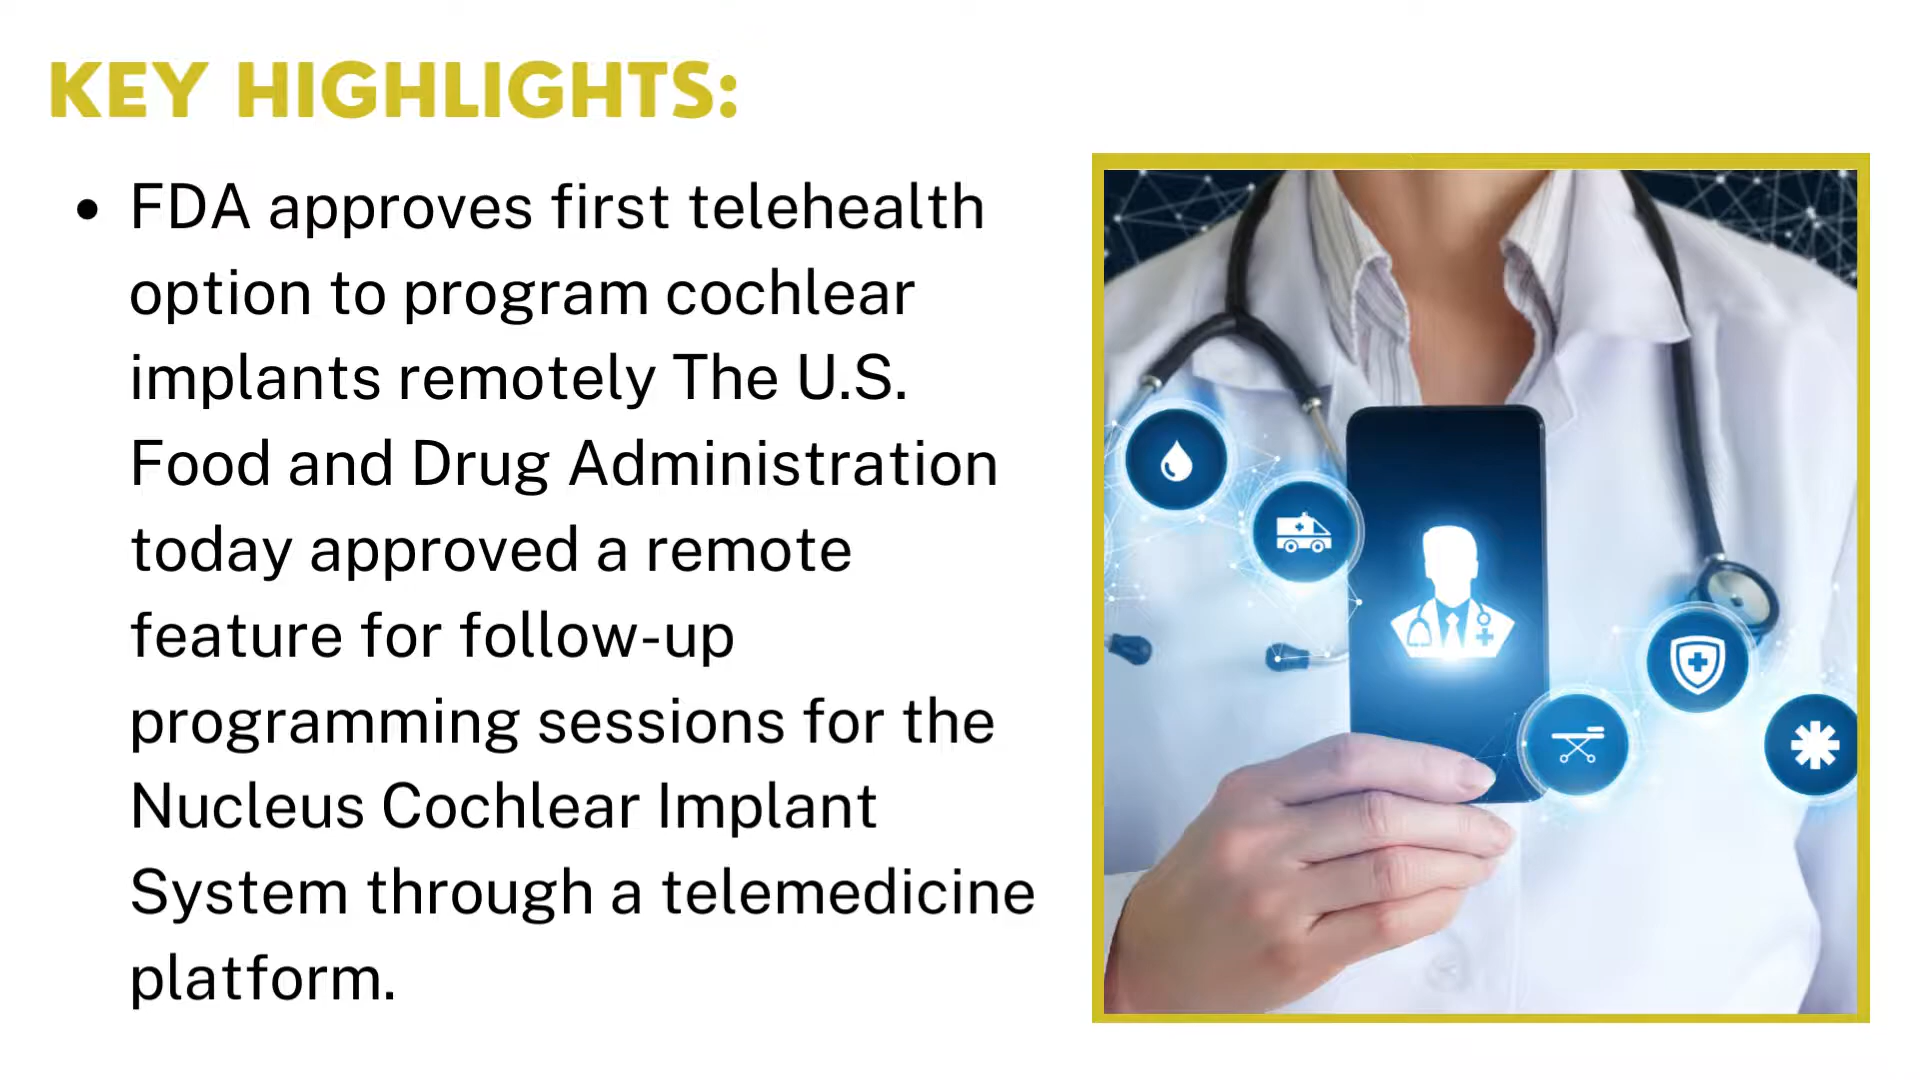 KEY HIGHLIGHTS:
• FDA approves first telehealth
option to program cochlear
implants remotely The U.S.
Food and Drug Administration
today approved a remote
feature for follow-up
programming sessions for the
Nucleus Cochlear Implant
System through a telemedicine
platform.